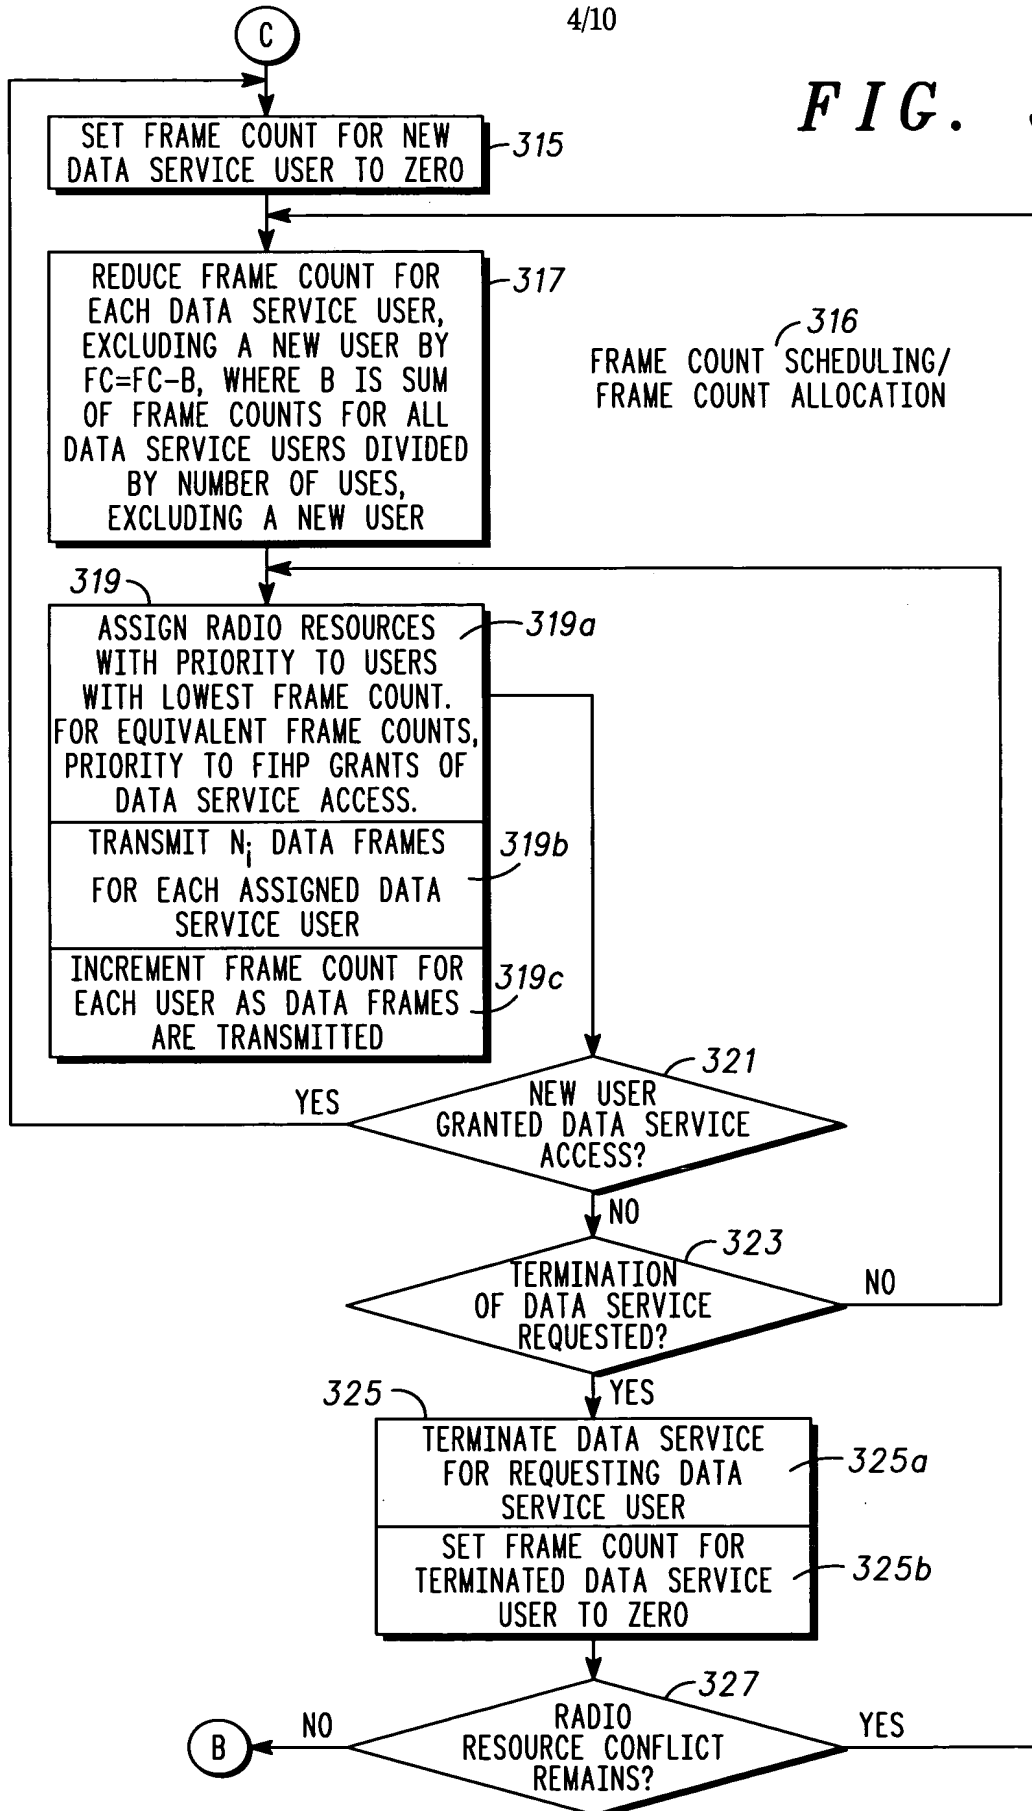 4/10
C
FIG.
SET FRAME COUNT FOR NEW
DATA SERVICE USER TO ZERO
315
REDUCE FRAME COUNT FOR
EACH DATA SERVICE USER,
EXCLUDING A NEW USER BY
FC=FC-B, WHERE B IS SUM
OF FRAME COUNTS FOR ALL
DATA SERVICE USERS DIVIDED
BY NUMBER OF USES,
EXCLUDING A NEW USER
317
316
FRAME COUNT SCHEDULING/
FRAME COUNT ALLOCATION
319
ASSIGN RADIO RESOURCES
WITH PRIORITY TO USERS
WITH LOWEST FRAME COUNT.
FOR EQUIVALENT FRAME COUNTS,
PRIORITY TO FIHP GRANTS OF
DATA SERVICE ACCESS.
319a
TRANSMIT Ni DATA FRAMES
FOR EACH ASSIGNED DATA
SERVICE USER
319b
INCREMENT FRAME COUNT FOR
EACH USER AS DATA FRAMES
ARE TRANSMITTED
319c
321
NEW USER
GRANTED DATA SERVICE
ACCESS?
YES
NO
323
TERMINATION
OF DATA SERVICE
REQUESTED?
NO
YES
325
TERMINATE DATA SERVICE
FOR REQUESTING DATA
SERVICE USER
325a
SET FRAME COUNT FOR
TERMINATED DATA SERVICE
USER TO ZERO
325b
327
RADIO
RESOURCE CONFLICT
REMAINS?
NO
B
YES